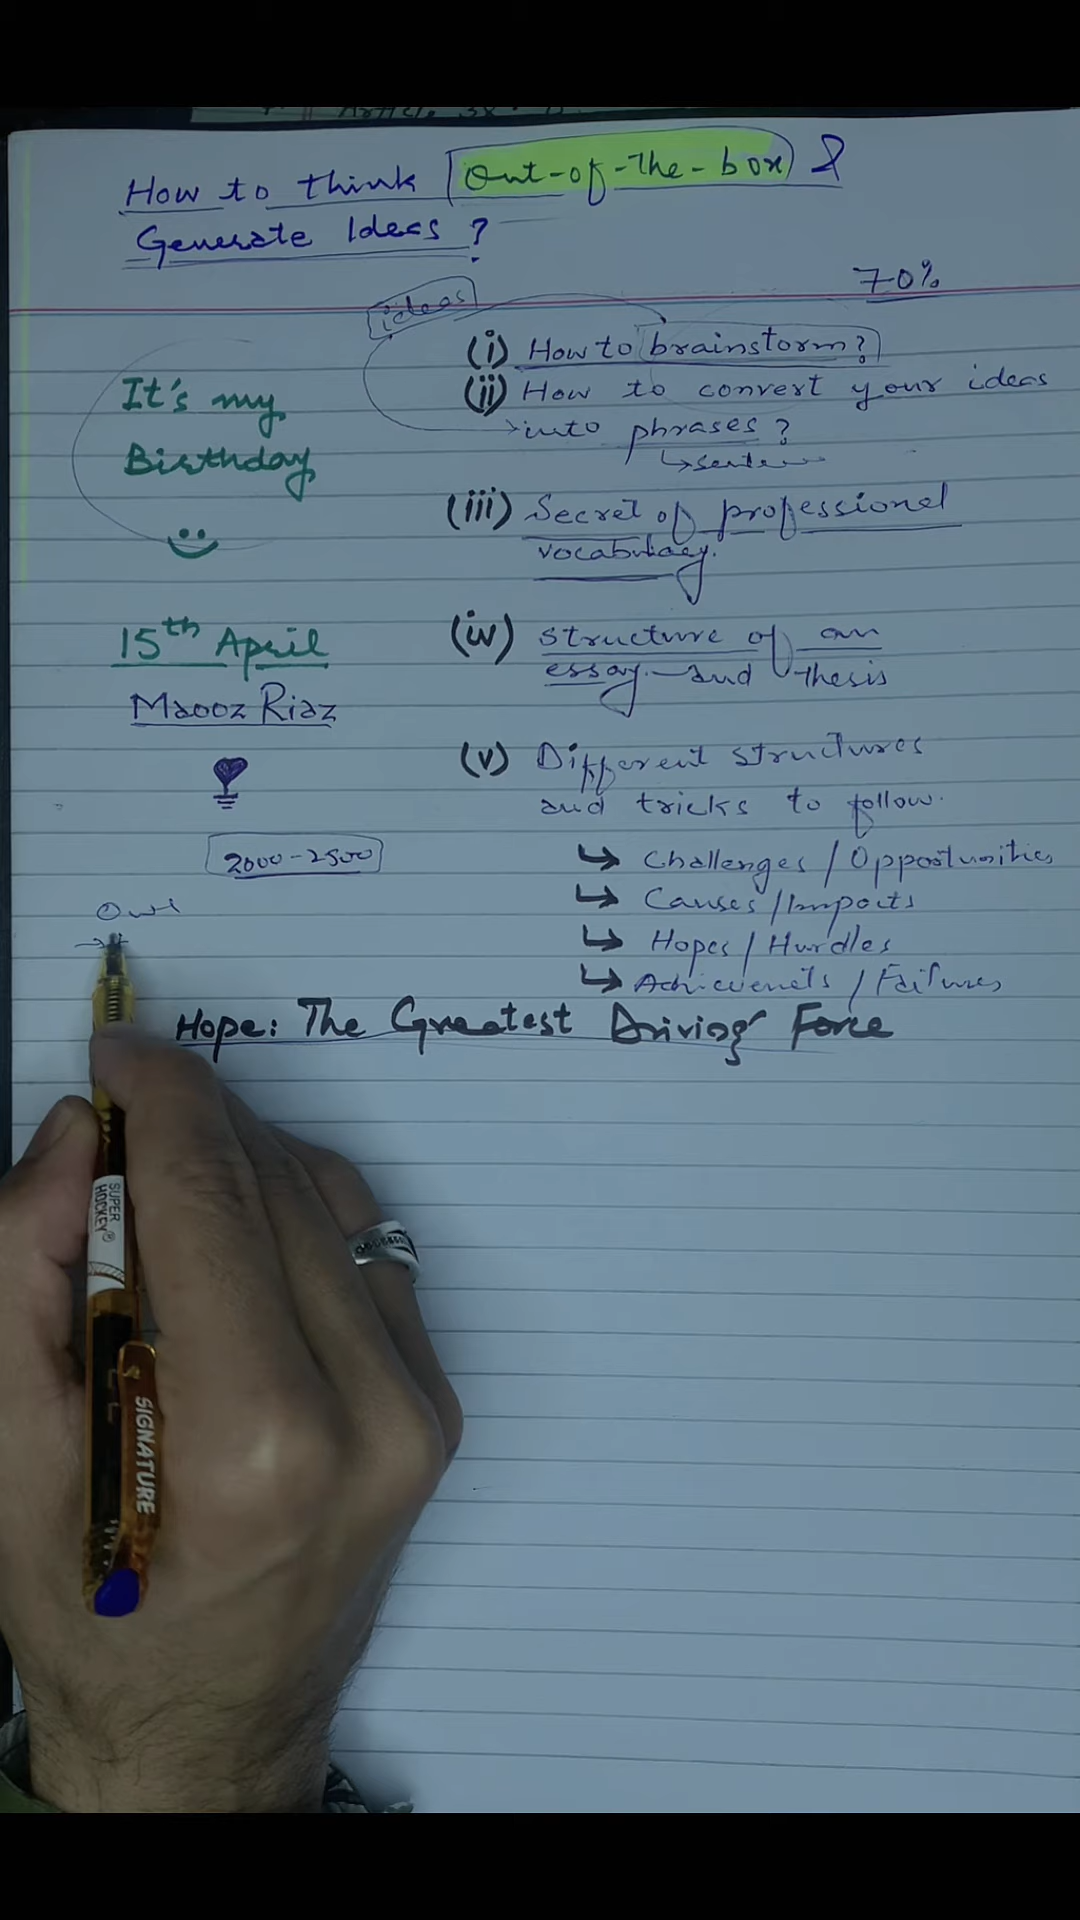 How to think Out-of-the-box &
Generate Ideas ?
70%
ideas
(i) How to brainstorm?
(ii) How to convert your ideas
into phrases ?
(iii) Secret of professional
vocabulary.
(iv) structure of an
essay and thesis
(v) Different structures
and tricks to follow.
Challenges / Opportunities
Causes / Impacts
Hopes / Hurdles
Achievements / Failures
It's my
Birthday
15th April
Maooz Riaz
2000-2500
Hope: The Greatest Driving Force
SUPER
HOCKEY®
SIGNATURE